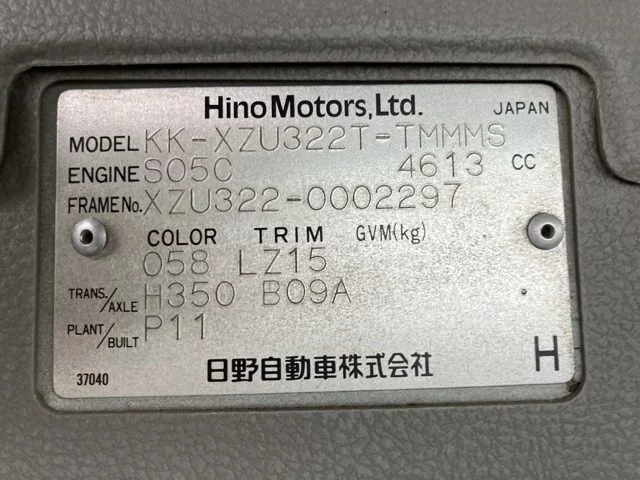 Hino Motors, Ltd. JAPAN
MODEL KK-XZU322T-TMMMS
ENGINE S05C 4613 CC
FRAME No. XZU322-0002297
COLOR TRIM GVM(kg)
058 LZ15
TRANS./AXLE H350 B09A
PLANT/BUILT P11
37040 日野自動車株式会社 H